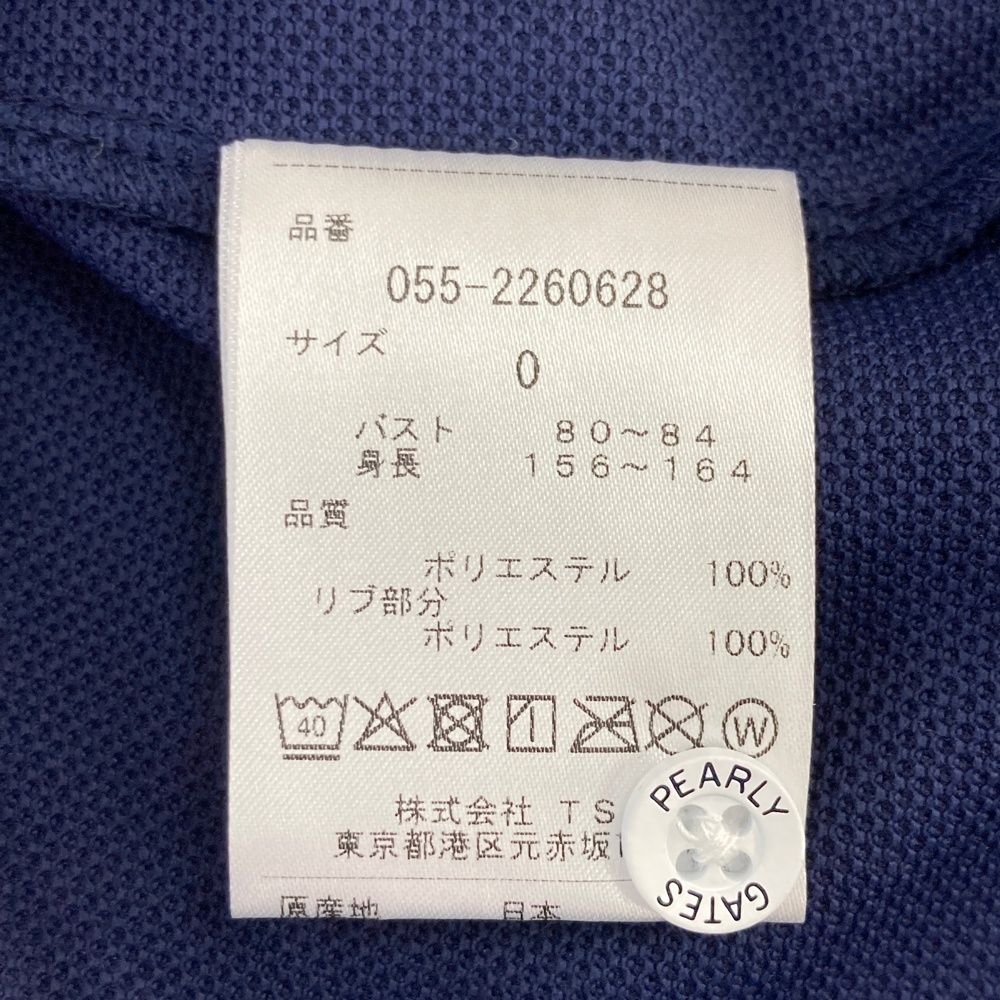 品番
055-2260628
サイズ
0
バスト 80～84
身長 156～164
品質
ポリエステル 100%
リブ部分
ポリエステル 100%
40 W
株式会社 TS
東京都港区元赤坂
原産地 日本
PEARLY
GATES